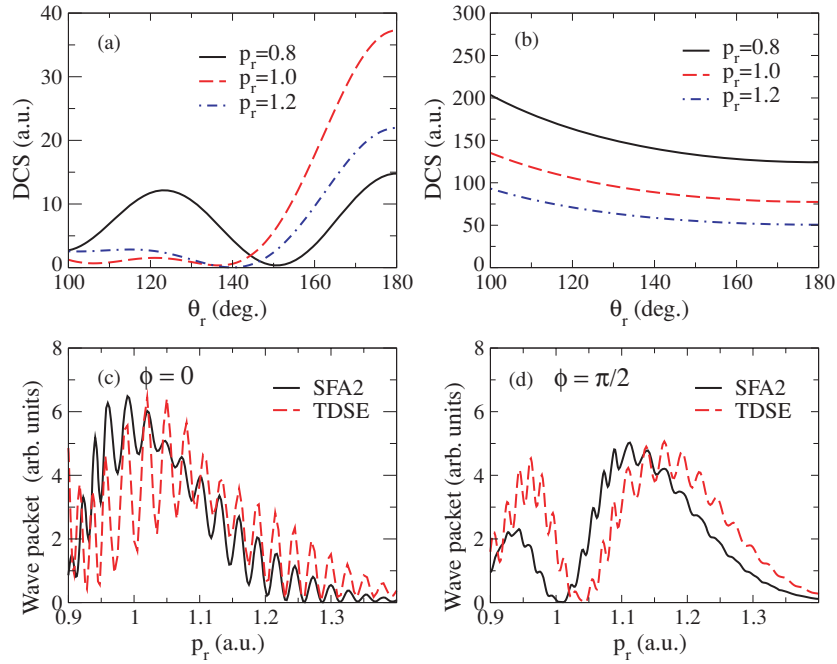 (a)
p_r=0.8
p_r=1.0
p_r=1.2
DCS (a.u.)
40
30
20
10
0
100 120 140 160 180
θ_r (deg.)
(b)
p_r=0.8
p_r=1.0
p_r=1.2
DCS (a.u.)
300
250
200
150
100
50
0
100 120 140 160 180
θ_r (deg.)
(c) ϕ = 0
SFA2
TDSE
Wave packet (arb. units)
8
6
4
2
0
0.9 1 1.1 1.2 1.3
p_r (a.u.)
(d) ϕ = π/2
SFA2
TDSE
Wave packet (arb. units)
8
6
4
2
0
0.9 1 1.1 1.2 1.3
p_r (a.u.)